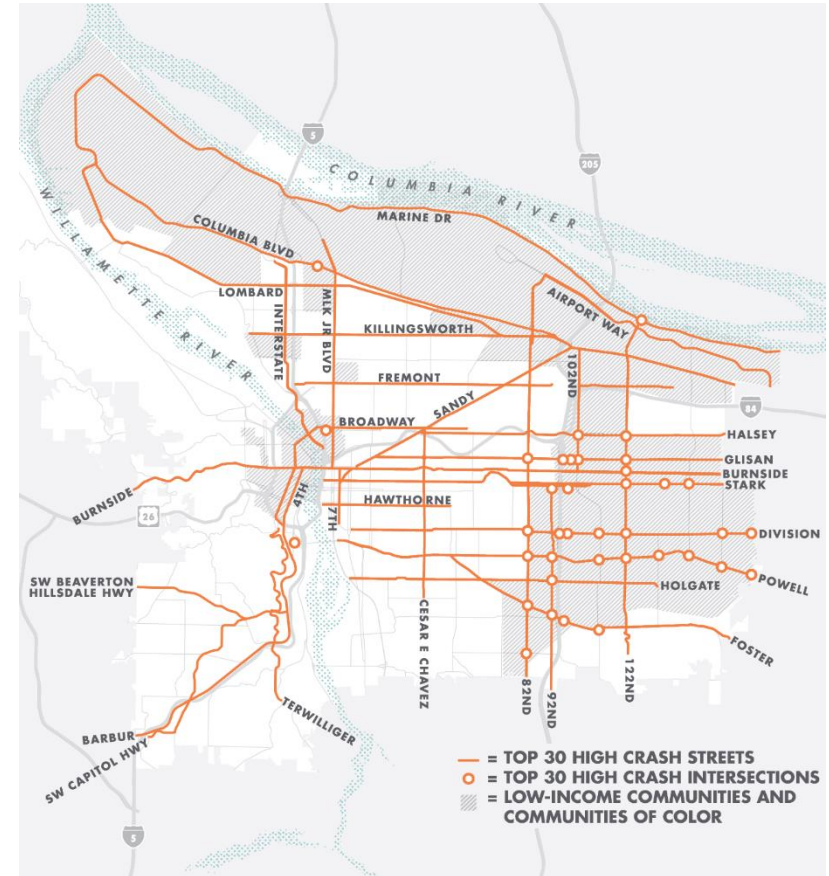 5
205
COLUMBIA RIVER
MARINE DR
WILLAMETTE RIVER
COLUMBIA BLVD
LOMBARD
INTERSTATE
MLK JR BLVD
AIRPORT WAY
KILLINGSWORTH
102ND
FREMONT
SANDY
84
BROADWAY
HALSEY
GLISAN
BURNSIDE
STARK
BURNSIDE
4TH
7TH
HAWTHORNE
26
DIVISION
SW BEAVERTON
HILLSDALE HWY
POWELL
HOLGATE
CESAR E CHAVEZ
FOSTER
82ND
92ND
122ND
TERWILLIGER
BARBUR
SW CAPITOL HWY
5
= TOP 30 HIGH CRASH STREETS
= TOP 30 HIGH CRASH INTERSECTIONS
= LOW-INCOME COMMUNITIES AND
COMMUNITIES OF COLOR